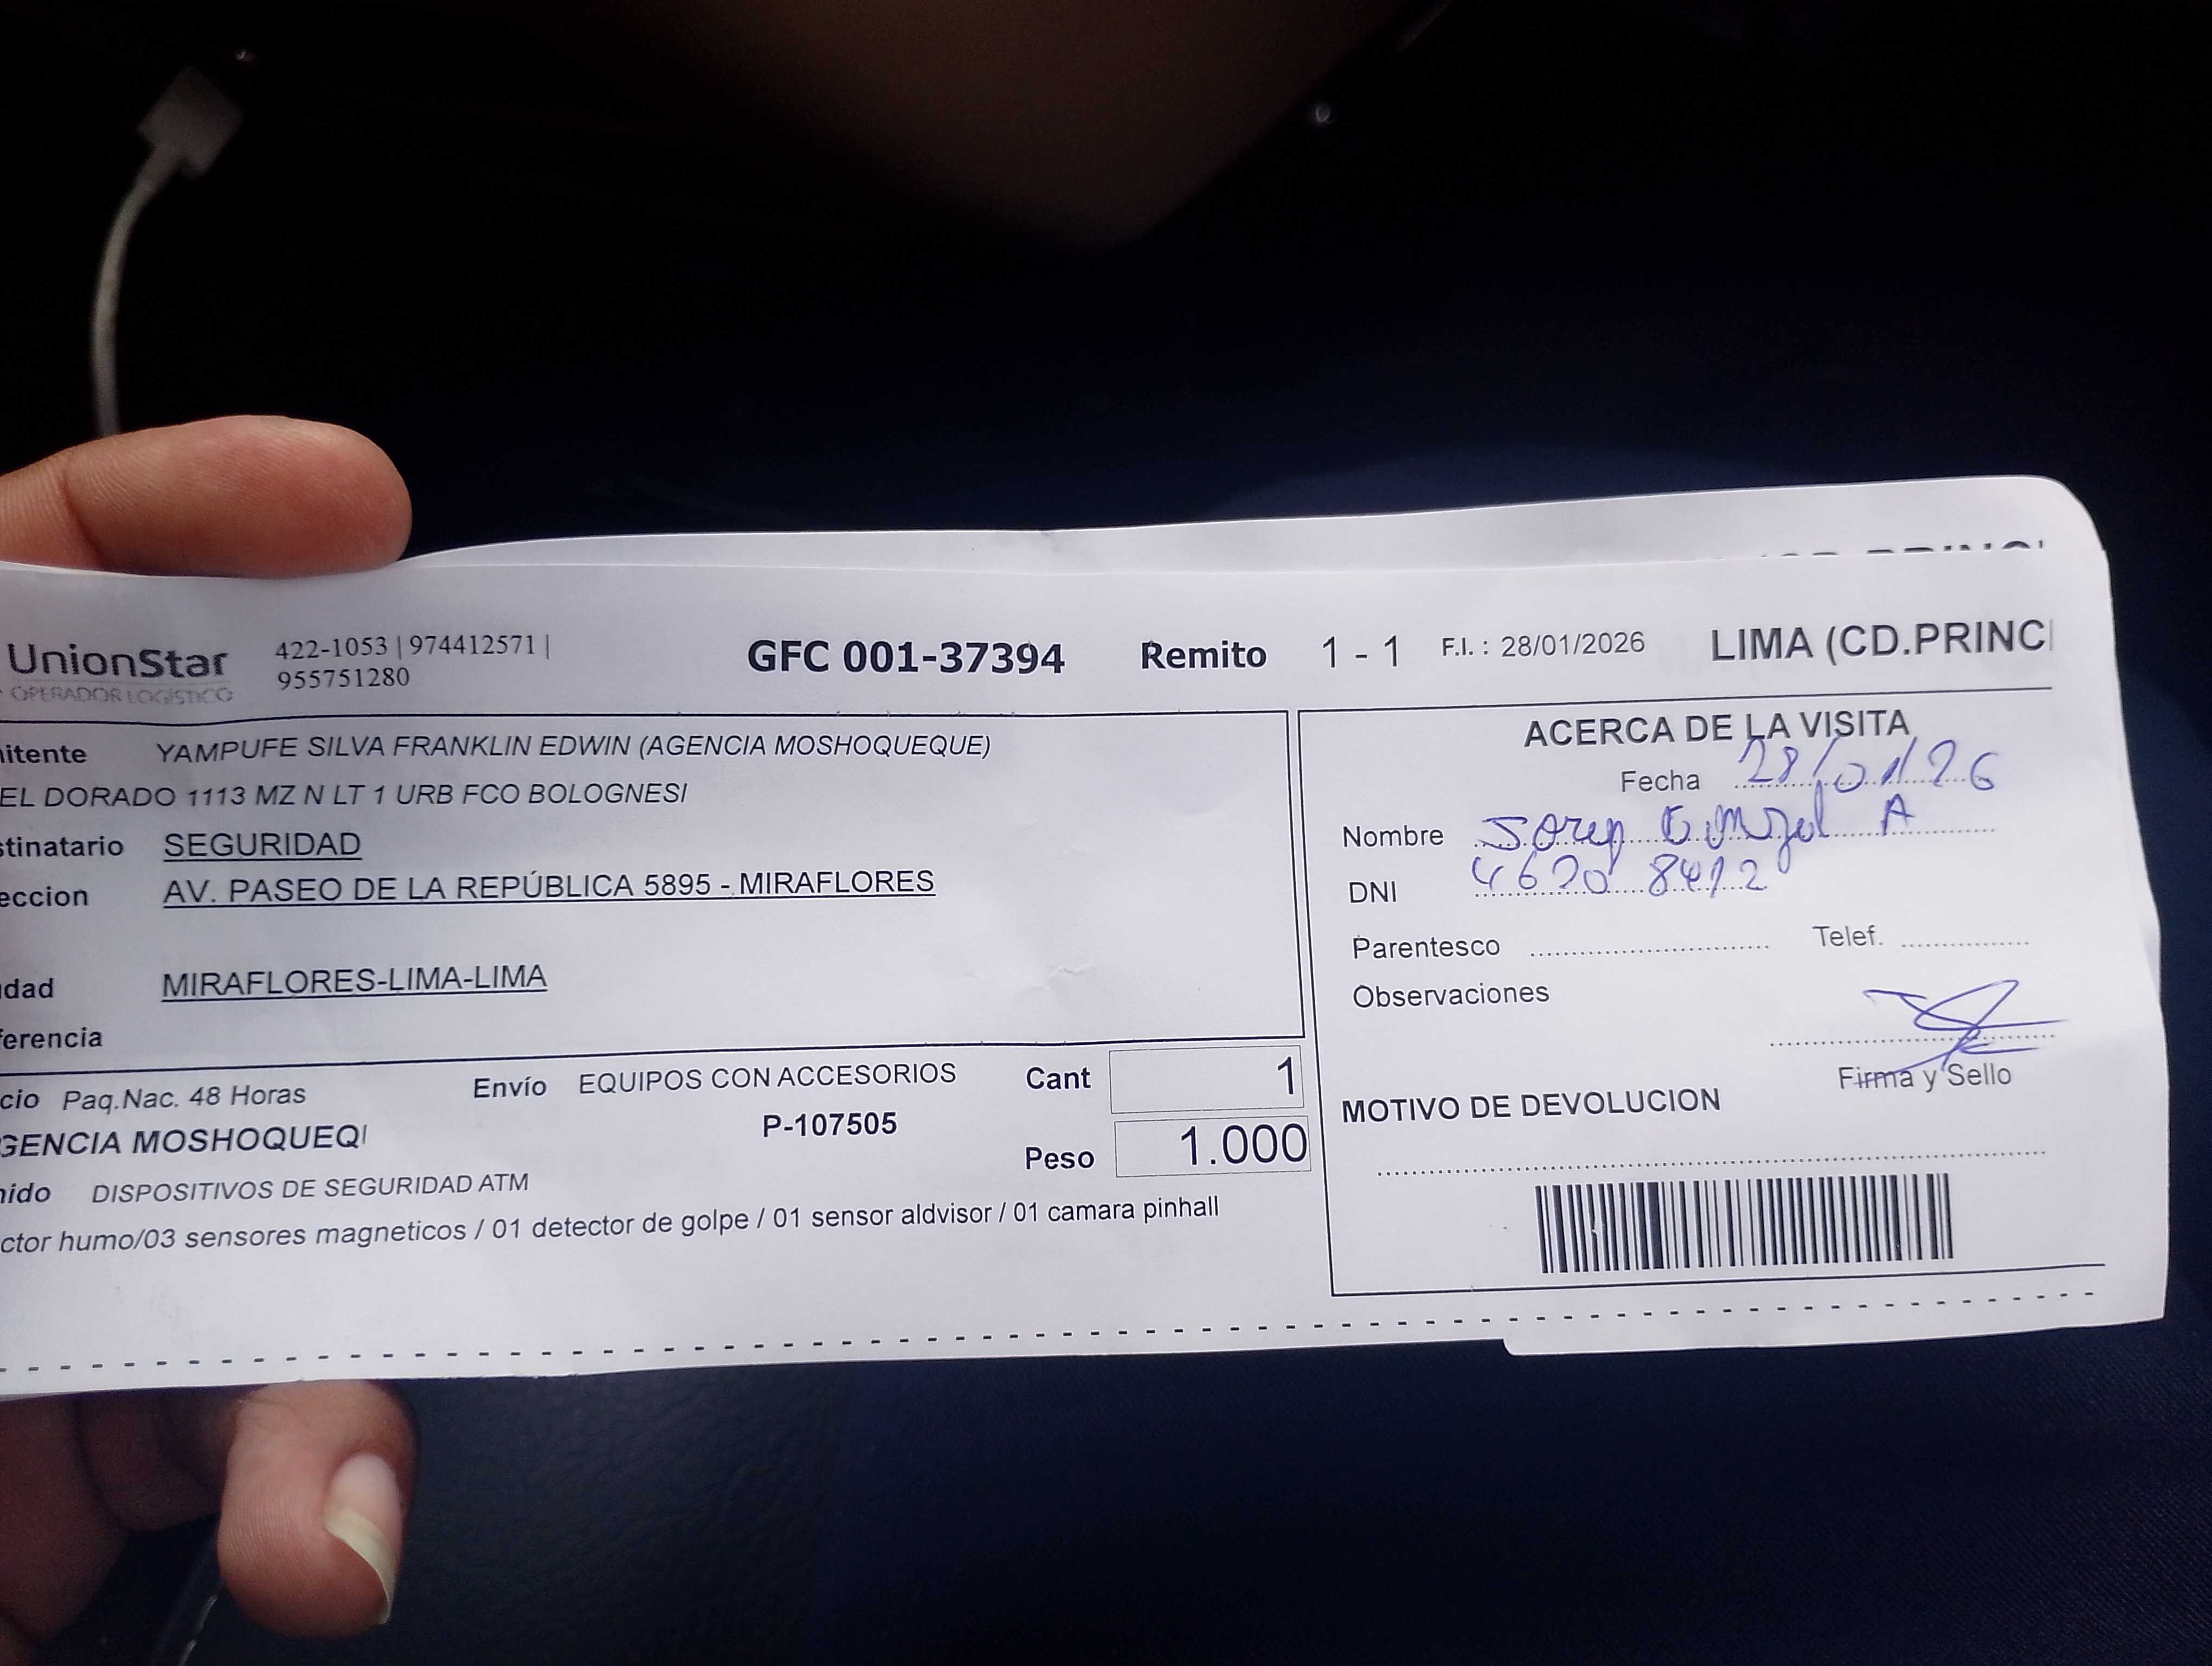 UnionStar
OPERADOR LOGISTICO
422-1053 | 974412571 |
955751280
GFC 001-37394 Remito 1 - 1 F.I. : 28/01/2026 LIMA (CD.PRINC
itente YAMPUFE SILVA FRANKLIN EDWIN (AGENCIA MOSHOQUEQUE)
EL DORADO 1113 MZ N LT 1 URB FCO BOLOGNESI
stinatario SEGURIDAD
eccion AV. PASEO DE LA REPÚBLICA 5895 - MIRAFLORES
dad MIRAFLORES-LIMA-LIMA
ferencia
cio Paq.Nac. 48 Horas Envío EQUIPOS CON ACCESORIOS Cant 1
GENCIA MOSHOQUEQ P-107505 Peso 1.000
nido DISPOSITIVOS DE SEGURIDAD ATM
ctor humo/03 sensores magneticos / 01 detector de golpe / 01 sensor aldvisor / 01 camara pinhall
ACERCA DE LA VISITA
Fecha 28/01/26
Nombre A
DNI
Parentesco Telef.
Observaciones
Firma y Sello
MOTIVO DE DEVOLUCION